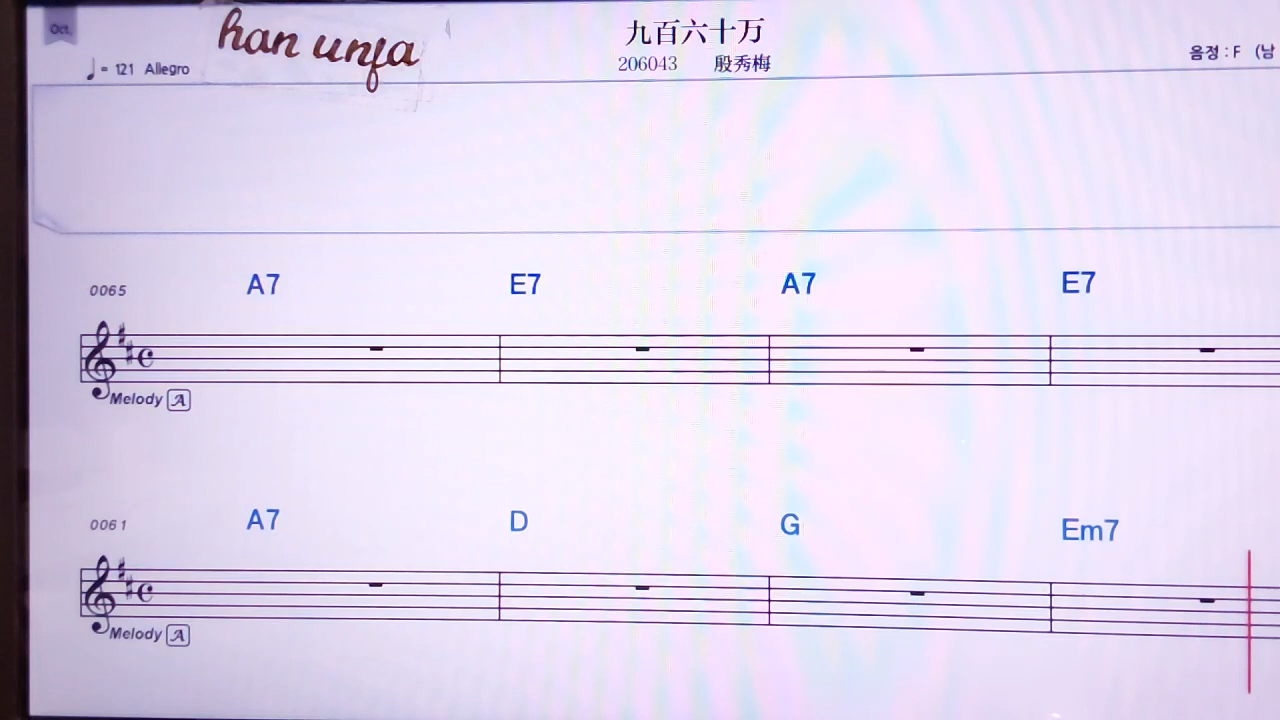 Oct.
han unfa
九百六十万
♩= 121 Allegro
206043 殷秀梅
음정 : F (남
0065 A7 E7 A7 E7
Melody A
0061 A7 D G Em7
Melody A